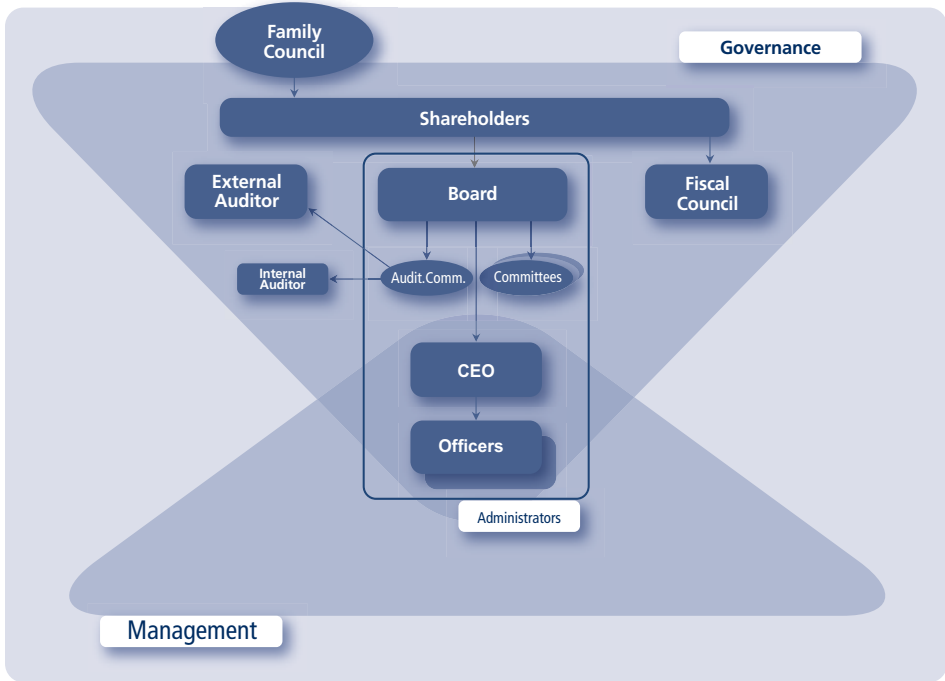 Family
Council
Governance
Shareholders
External
Auditor
Board
Fiscal
Council
Internal
Auditor
Audit.Comm.
Committees
CEO
Officers
Administrators
Management